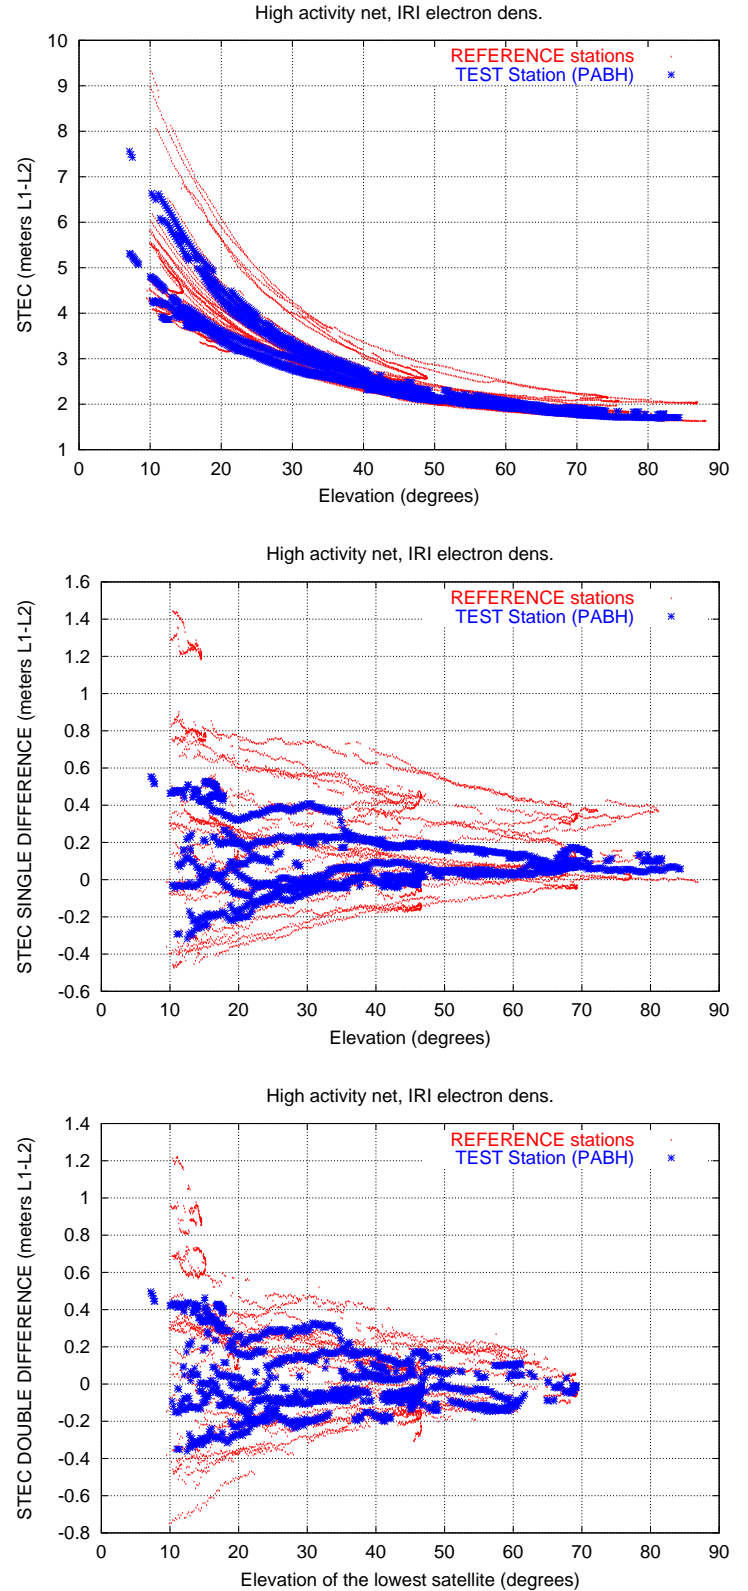 High activity net, IRI electron dens.
REFERENCE stations
TEST Station (PABH)
STEC (meters L1-L2)
10
9
8
7
6
5
4
3
2
1
0 10 20 30 40 50 60 70 80 90
Elevation (degrees)
High activity net, IRI electron dens.
REFERENCE stations
TEST Station (PABH)
STEC SINGLE DIFFERENCE (meters L1-L2)
1.6
1.4
1.2
1
0.8
0.6
0.4
0.2
0
-0.2
-0.4
-0.6
0 10 20 30 40 50 60 70 80 90
Elevation (degrees)
High activity net, IRI electron dens.
REFERENCE stations
TEST Station (PABH)
STEC DOUBLE DIFFERENCE (meters L1-L2)
1.4
1.2
1
0.8
0.6
0.4
0.2
0
-0.2
-0.4
-0.6
-0.8
0 10 20 30 40 50 60 70 80 90
Elevation of the lowest satellite (degrees)